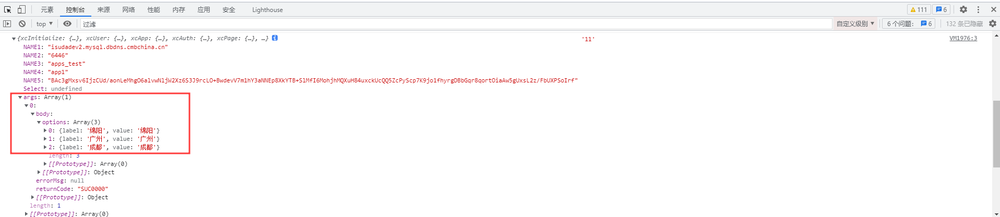 元素 控制台 来源 网络 性能 内存 应用 安全 Lighthouse 111 6
top 过滤 自定义级别 6 个问题: 6 132 条已隐藏
{xcInitialize: {…}, xcUser: {…}, xcApp: {…}, xcAuth: {…}, xcPage: {…}, …} '11' VM1976:3
NAME1: "isudadev2.mysql.dbdns.cmbchina.cn"
NAME2: "6446"
NAME3: "apps_test"
NAME4: "app1"
NAME5: "BAc3gMxsv6IjzCUd/aonLeMhgO6alvwNljW2Xz6S3J9rcLO+BwdevV7m1hY3aNNEp8XkYTB+SlMfI6MohjhMQXuH84uxckUcQQ5ZcPyScp7K9jo1fhyrgDBbGqr8qortOiaAw5gUxsL2z/FbUXPSoIrf"
Select: undefined
args: Array(1)
0:
body:
options: Array(3)
0: {label: '绵阳', value: '绵阳'}
1: {label: '广州', value: '广州'}
2: {label: '成都', value: '成都'}
length: 3
[[Prototype]]: Array(0)
[[Prototype]]: Object
errorMsg: null
returnCode: "SUC0000"
[[Prototype]]: Object
length: 1
[[Prototype]]: Array(0)